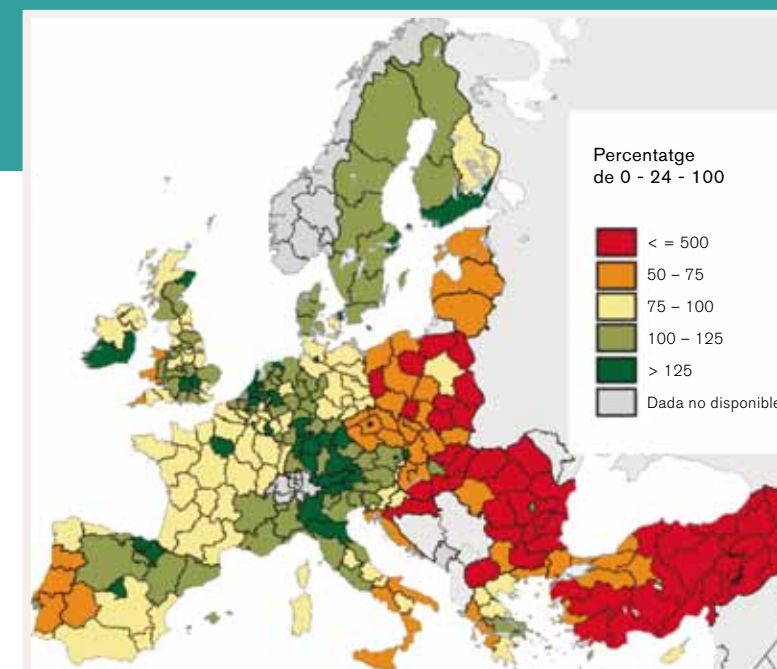 Percentatge
de 0 - 24 - 100
< = 500
50 – 75
75 – 100
100 – 125
> 125
Dada no disponible